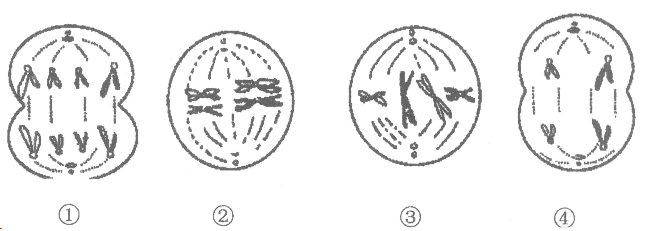 ① ② ③ ④